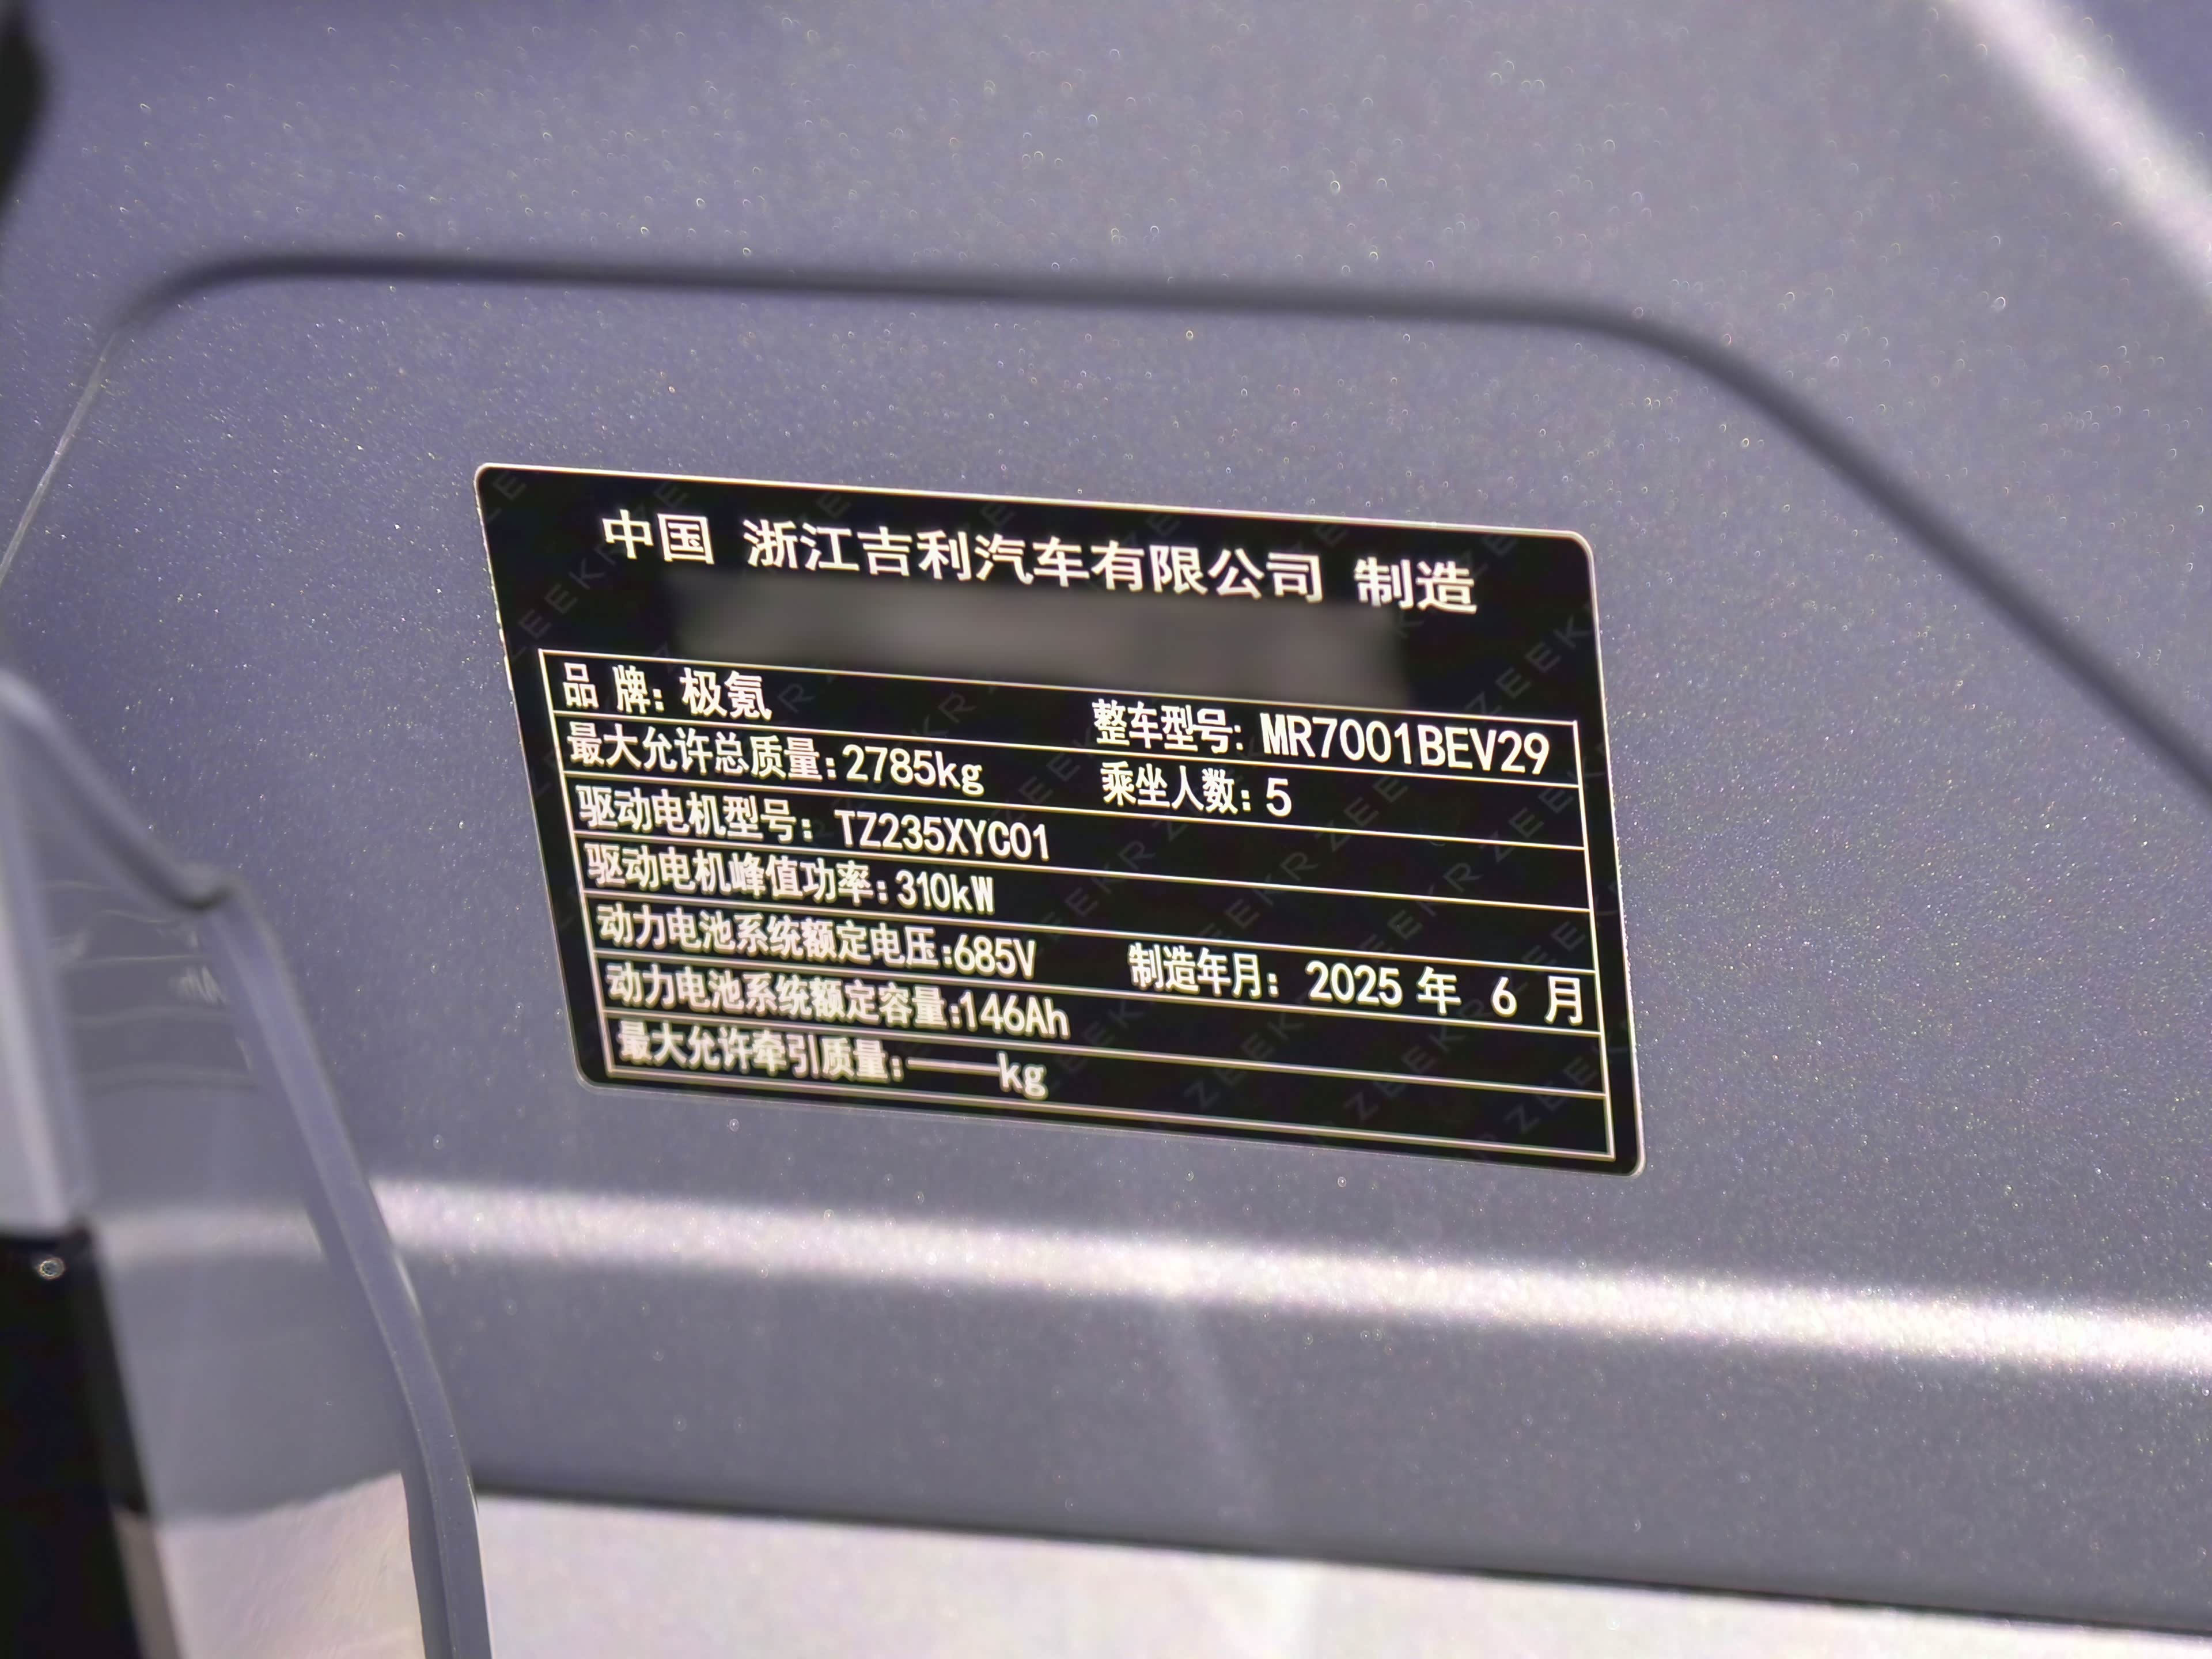 中国 浙江吉利汽车有限公司 制造
品 牌: 极氪 整车型号: MR7001BEV29
最大允许总质量:2785kg 乘坐人数: 5
驱动电机型号: TZ235XYC01
驱动电机峰值功率:310kW
动力电池系统额定电压:685V 制造年月: 2025 年 6 月
动力电池系统额定容量:146Ah
最大允许牵引质量:——kg